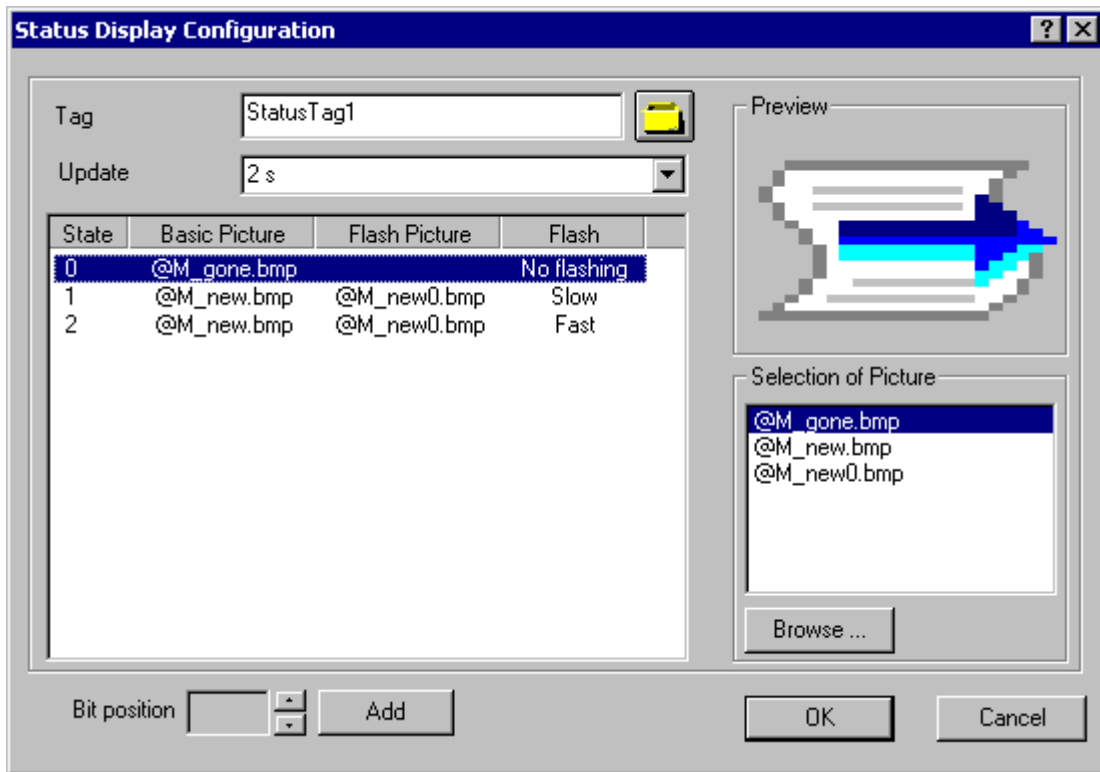 Status Display Configuration
Tag
StatusTag1
Update
2 s
State Basic Picture Flash Picture Flash
0 @M_gone.bmp No flashing
1 @M_new.bmp @M_new0.bmp Slow
2 @M_new.bmp @M_new0.bmp Fast
Preview
Selection of Picture
@M_gone.bmp
@M_new.bmp
@M_new0.bmp
Browse ...
Bit position
Add
OK
Cancel